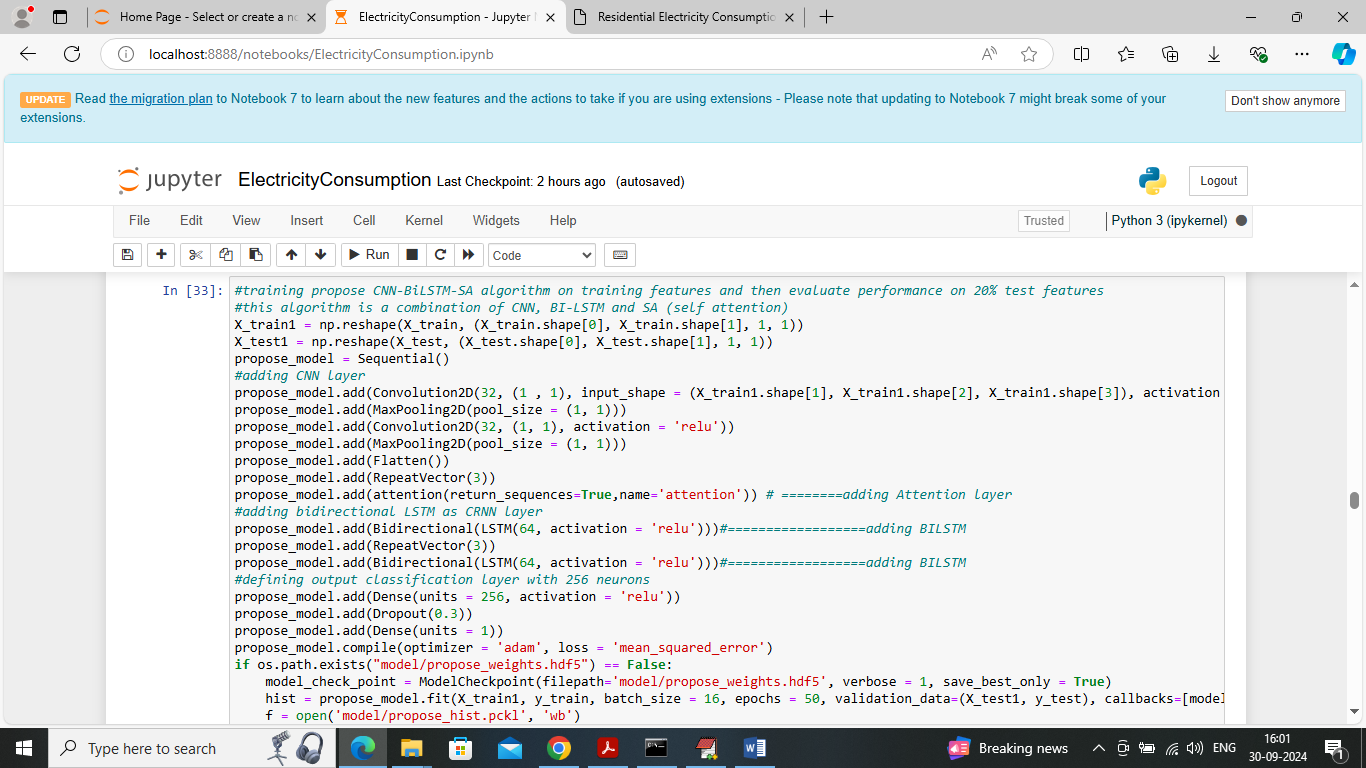 Home Page - Select or create a no
ElectricityConsumption - Jupyter
Residential Electricity Consumptio
localhost:8888/notebooks/ElectricityConsumption.ipynb
UPDATE Read the migration plan to Notebook 7 to learn about the new features and the actions to take if you are using extensions - Please note that updating to Notebook 7 might break some of your
extensions.
Don't show anymore
jupyter ElectricityConsumption Last Checkpoint: 2 hours ago (autosaved)
Logout
File Edit View Insert Cell Kernel Widgets Help
Trusted
Python 3 (ipykernel)
Run
Code
In [33]:
#training propose CNN-BiLSTM-SA algorithm on training features and then evaluate performance on 20% test features
#this algorithm is a combination of CNN, BI-LSTM and SA (self attention)
X_train1 = np.reshape(X_train, (X_train.shape[0], X_train.shape[1], 1, 1))
X_test1 = np.reshape(X_test, (X_test.shape[0], X_test.shape[1], 1, 1))
propose_model = Sequential()
#adding CNN layer
propose_model.add(Convolution2D(32, (1 , 1), input_shape = (X_train1.shape[1], X_train1.shape[2], X_train1.shape[3]), activation
propose_model.add(MaxPooling2D(pool_size = (1, 1)))
propose_model.add(Convolution2D(32, (1, 1), activation = 'relu'))
propose_model.add(MaxPooling2D(pool_size = (1, 1)))
propose_model.add(Flatten())
propose_model.add(RepeatVector(3))
propose_model.add(attention(return_sequences=True,name='attention')) # ========adding Attention layer
#adding bidirectional LSTM as CRNN layer
propose_model.add(Bidirectional(LSTM(64, activation = 'relu')))#==================adding BILSTM
propose_model.add(RepeatVector(3))
propose_model.add(Bidirectional(LSTM(64, activation = 'relu')))#==================adding BILSTM
#defining output classification layer with 256 neurons
propose_model.add(Dense(units = 256, activation = 'relu'))
propose_model.add(Dropout(0.3))
propose_model.add(Dense(units = 1))
propose_model.compile(optimizer = 'adam', loss = 'mean_squared_error')
if os.path.exists("model/propose_weights.hdf5") == False:
    model_check_point = ModelCheckpoint(filepath='model/propose_weights.hdf5', verbose = 1, save_best_only = True)
    hist = propose_model.fit(X_train1, y_train, batch_size = 16, epochs = 50, validation_data=(X_test1, y_test), callbacks=[model
    f = open('model/propose_hist.pckl', 'wb')
Type here to search
Breaking news
ENG
16:01
30-09-2024
1